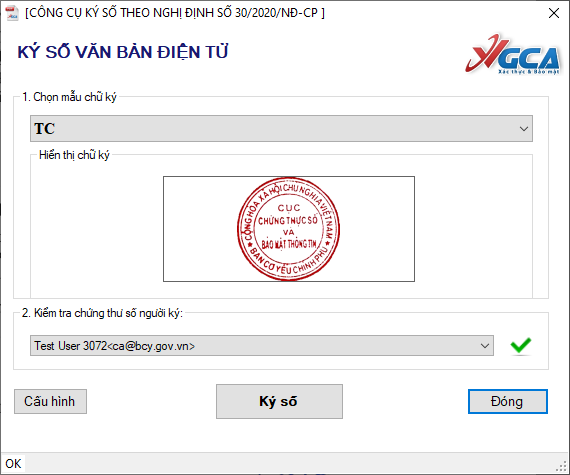 [CÔNG CỤ KÝ SỐ THEO NGHỊ ĐỊNH SỐ 30/2020/NĐ-CP ]
KÝ SỐ VĂN BẢN ĐIỆN TỬ
VGCA
Xác thực & Bảo mật
1. Chọn mẫu chữ ký
TC
Hiển thị chữ ký
CỘNG HÒA XÃ HỘI CHỦ NGHĨA VIỆT NAM
CỤC
CHỨNG THỰC SỐ
VÀ
BẢO MẬT THÔNG TIN
★ BAN CƠ YẾU CHÍNH PHỦ ★
2. Kiểm tra chứng thư số người ký:
Test User 3072<ca@bcy.gov.vn>
Cấu hình
Ký số
Đóng
OK